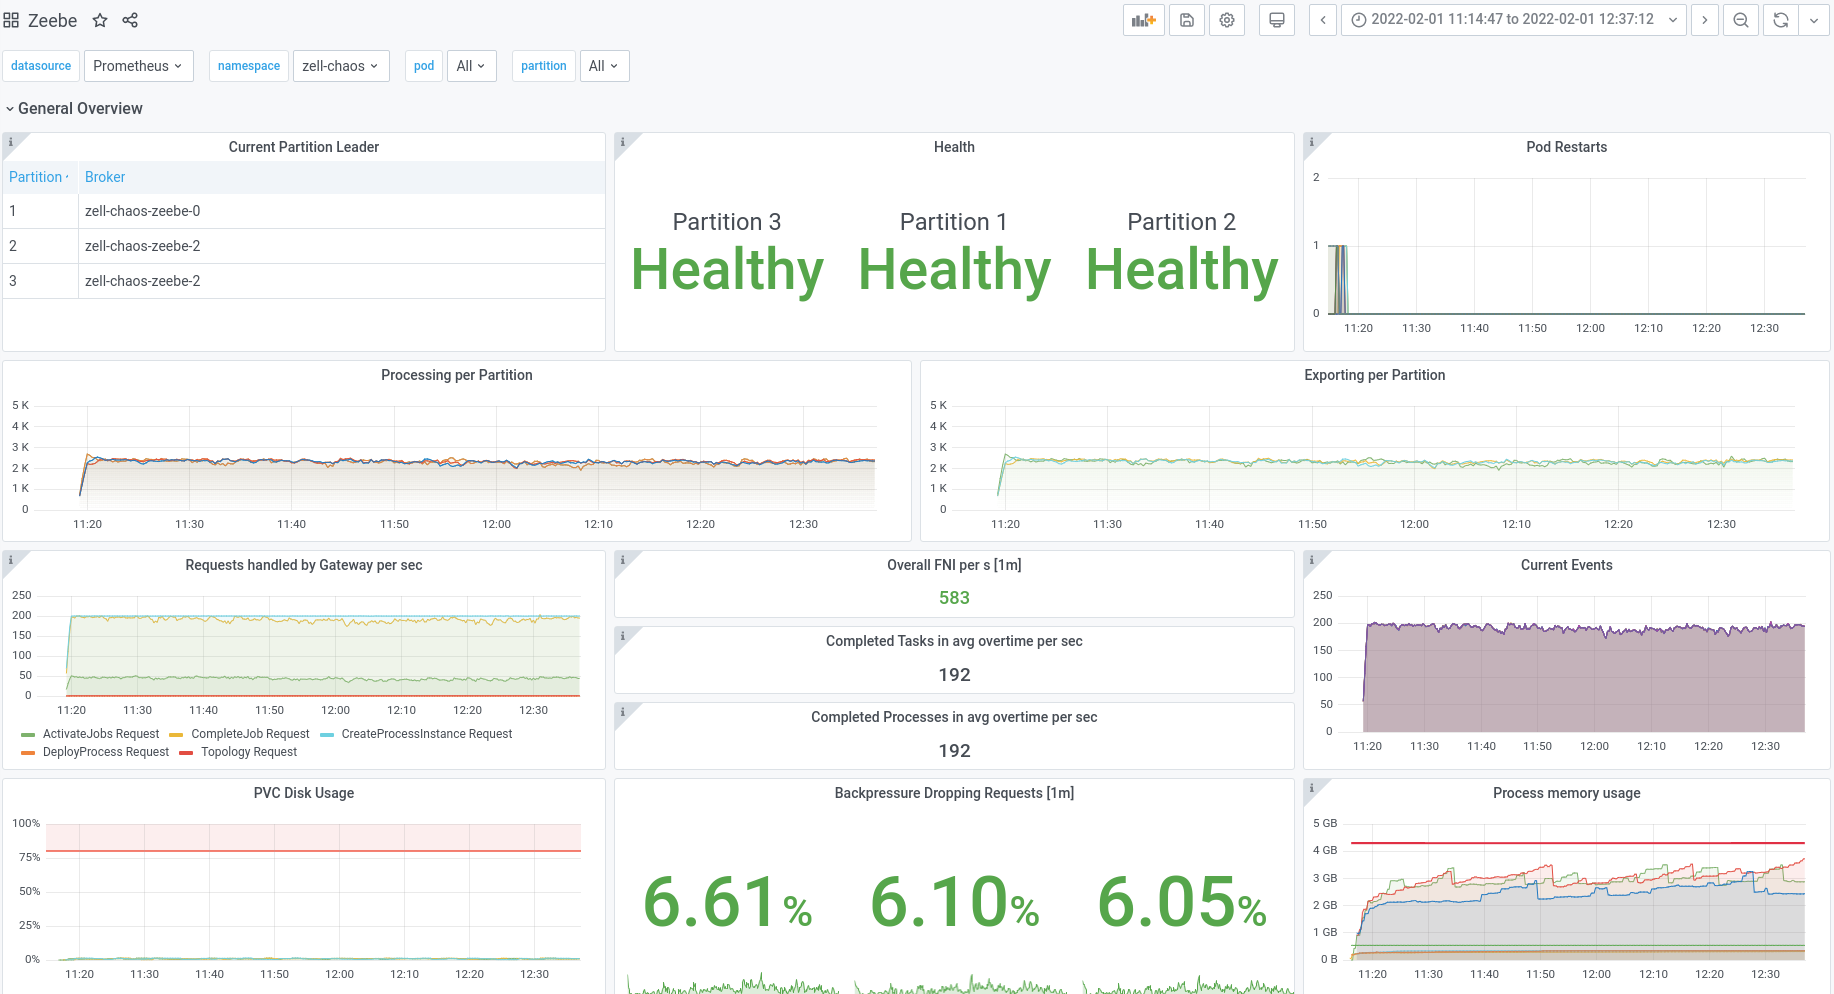 Zeebe
2022-02-01 11:14:47 to 2022-02-01 12:37:12
datasource Prometheus namespace zell-chaos pod All partition All
General Overview
Current Partition Leader
Partition Broker
1 zell-chaos-zeebe-0
2 zell-chaos-zeebe-2
3 zell-chaos-zeebe-2
Health
Partition 3 Partition 1 Partition 2
Healthy Healthy Healthy
Pod Restarts
2
1
0
11:20 11:30 11:40 11:50 12:00 12:10 12:20 12:30
Processing per Partition
5 K
4 K
3 K
2 K
1 K
0
11:20 11:30 11:40 11:50 12:00 12:10 12:20 12:30
Exporting per Partition
5 K
4 K
3 K
2 K
1 K
0
11:20 11:30 11:40 11:50 12:00 12:10 12:20 12:30
Requests handled by Gateway per sec
250
200
150
100
50
0
11:20 11:30 11:40 11:50 12:00 12:10 12:20 12:30
ActivateJobs Request CompleteJob Request CreateProcessInstance Request
DeployProcess Request Topology Request
Overall FNI per s [1m]
583
Completed Tasks in avg overtime per sec
192
Completed Processes in avg overtime per sec
192
Current Events
250
200
150
100
50
0
11:20 11:30 11:40 11:50 12:00 12:10 12:20 12:30
PVC Disk Usage
100%
75%
50%
25%
0%
11:20 11:30 11:40 11:50 12:00 12:10 12:20 12:30
Backpressure Dropping Requests [1m]
6.61% 6.10% 6.05%
Process memory usage
5 GB
4 GB
3 GB
2 GB
1 GB
0 B
11:20 11:30 11:40 11:50 12:00 12:10 12:20 12:30